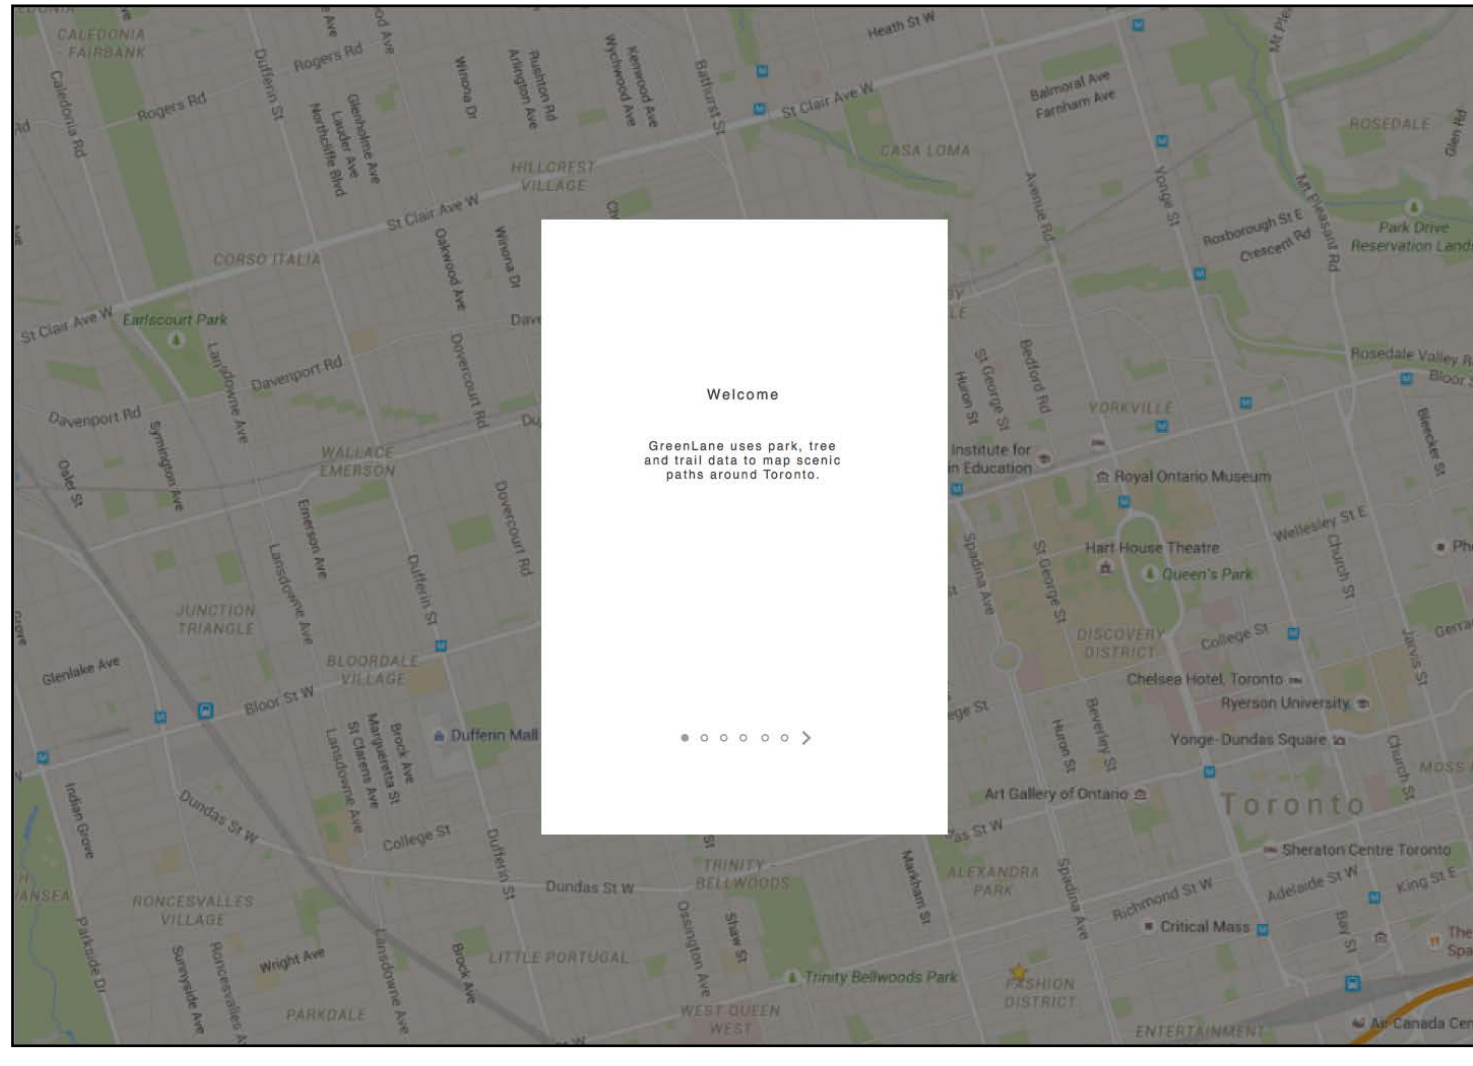 CALEDONIA
- FAIRBANK
Caledonia Rd
Rogers Rd
Dufferin St
Rogers Rd
Glenholme Ave
Lauder Ave
Northcliffe Blvd
Winona Dr
Rushton Rd
Arlington Ave
Kenwood Ave
Wychwood Ave
Bathurst St
Heath St W
St Clair Ave W
Balmoral Ave
Farnham Ave
ROSEDALE
Glen Rd
CASA LOMA
HILLCREST
VILLAGE
Avenue Rd
Yonge St
Mt Pleasant Rd
Park Drive
Reservation Lands
Roxborough St E
Crescent Rd
St Clair Ave W
Oakwood Ave
Winona Dr
CORSO ITALIA
St Clair Ave W
Earlscourt Park
Lansdowne Ave
Davenport Rd
Dovercourt Rd
Davenport Rd
Symington Ave
Osler St
WALLACE
EMERSON
Emerson Ave
Dovercourt Rd
Bedford Rd
St George St
Huron St
YORKVILLE
Rosedale Valley R
Bloor S
Bleecker St
Welcome
GreenLane uses park, tree
and trail data to map scenic
paths around Toronto.
Institute for
in Education
Royal Ontario Museum
Wellesley St E
Church St
Hart House Theatre
Queen's Park
Spadina Ave
St George St
DISCOVERY
DISTRICT
College St
Jarvis St
Lansdowne Ave
Dufferin St
JUNCTION
TRIANGLE
Glenlake Ave
BLOORDALE
VILLAGE
Bloor St W
Dufferin Mall
Brock Ave
Margueretta St
St Clarens Ave
Lansdowne Ave
Chelsea Hotel, Toronto
Ryerson University
Yonge-Dundas Square
Huron St
Beverley St
Church St
Art Gallery of Ontario
Toronto
Indian Grove
Dundas St W
College St
Dufferin St
Dundas St W
TRINITY -
BELLWOODS
Markham St
ALEXANDRA
PARK
Spadina Ave
Sheraton Centre Toronto
Richmond St W
Adelaide St W
King St E
Critical Mass
Bay St
RONCESVALLES
VILLAGE
Parkside Dr
Sunnyside Ave
Wright Ave
Lansdowne Ave
Brock Ave
LITTLE PORTUGAL
Ossington Ave
Shaw St
Trinity Bellwoods Park
FASHION
DISTRICT
PARKDALE
WEST QUEEN
WEST
ENTERTAINMENT
Air Canada Cen